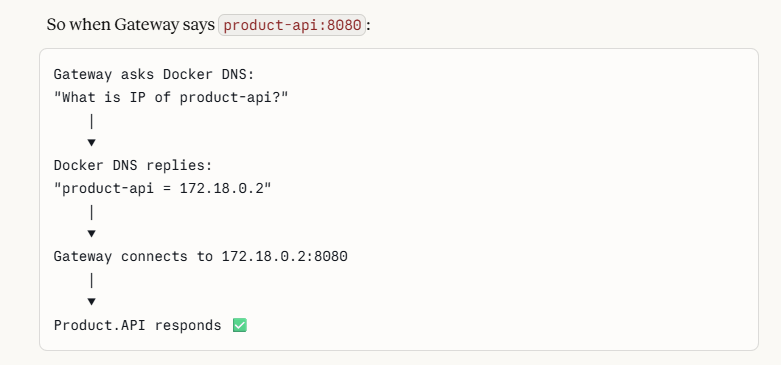 So when Gateway says product-api:8080:
Gateway asks Docker DNS:
"What is IP of product-api?"
|
▼
Docker DNS replies:
"product-api = 172.18.0.2"
|
▼
Gateway connects to 172.18.0.2:8080
|
▼
Product.API responds ✅